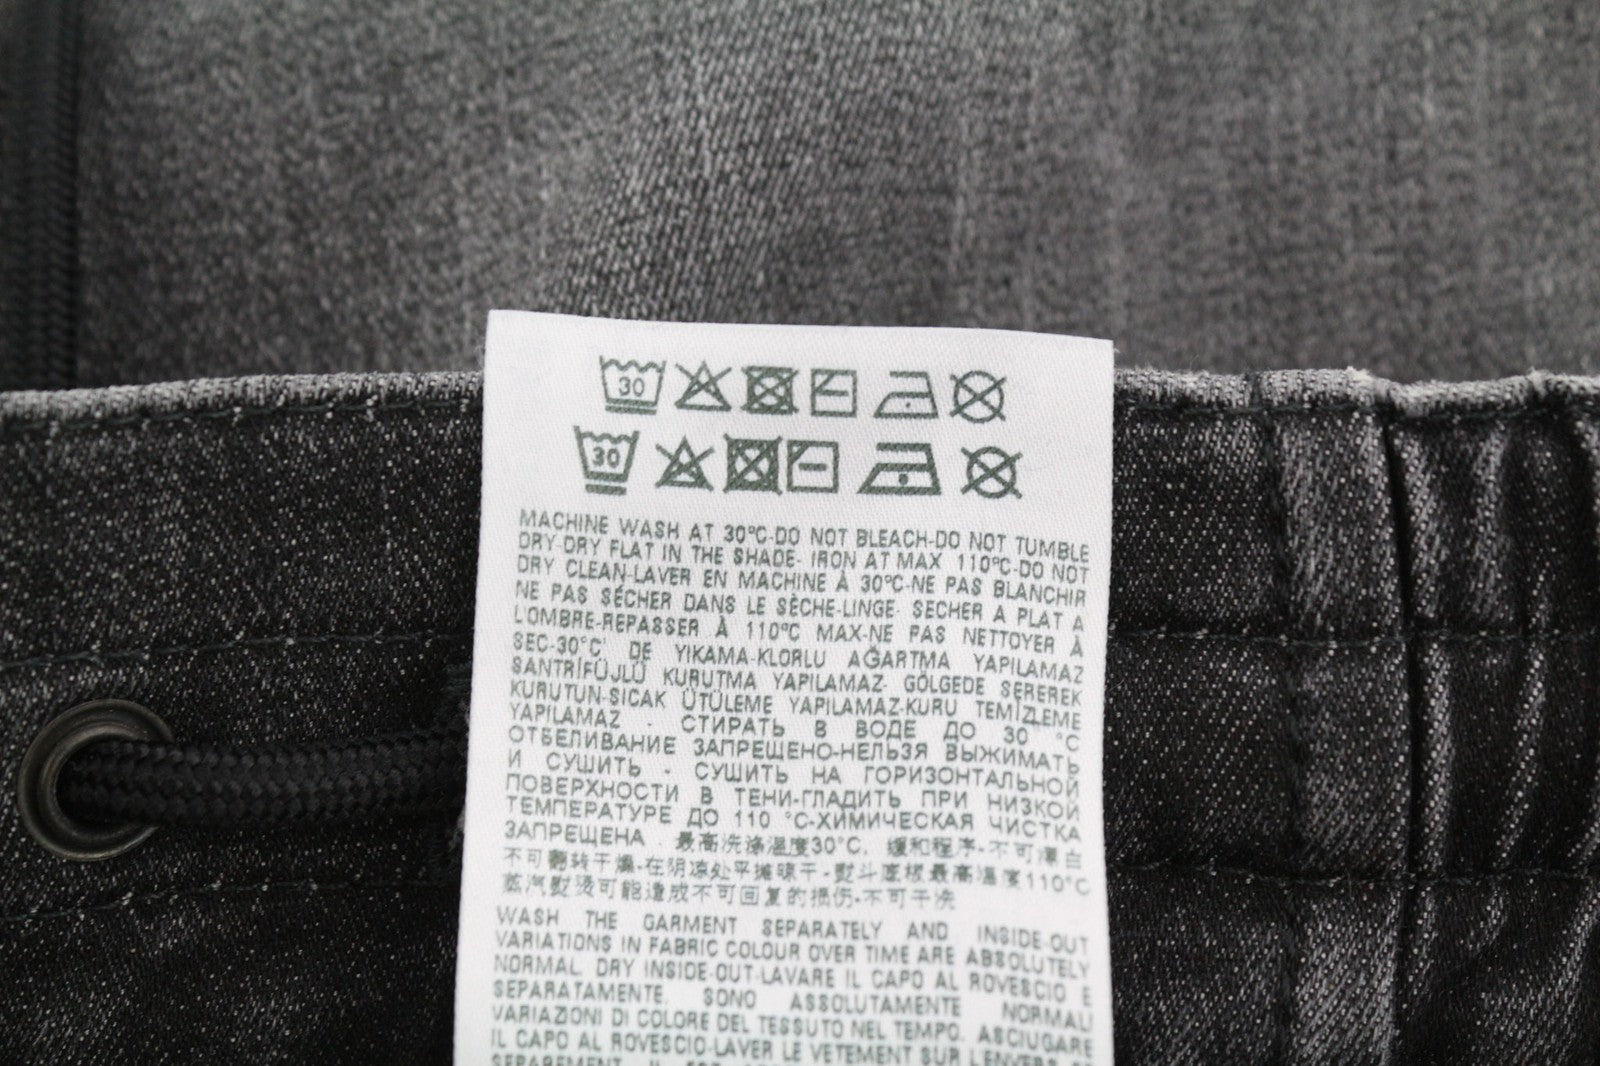 30
30
MACHINE WASH AT 30°C-DO NOT BLEACH-DO NOT TUMBLE
DRY-DRY FLAT IN THE SHADE- IRON AT MAX 110°C-DO NOT
DRY CLEAN-LAVER EN MACHINE À 30°C-NE PAS BLANCHIR
NE PAS SÉCHER DANS LE SÈCHE-LINGE- SECHER A PLAT A
L'OMBRE-REPASSER À 110°C MAX-NE PAS NETTOYER À
SEC-30°C' DE YIKAMA-KLORLU AĞARTMA YAPILAMAZ
SANTRİFÜJLÜ KURUTMA YAPILAMAZ- GÖLGEDE SEREREK
KURUTUN-SICAK ÜTÜLEME YAPILAMAZ-KURU TEMİZLEME
YAPILAMAZ - СТИРАТЬ В ВОДЕ ДО 30 °C
ОТБЕЛИВАНИЕ ЗАПРЕЩЕНО-НЕЛЬЗЯ ВЫЖИМАТЬ
И СУШИТЬ - СУШИТЬ НА ГОРИЗОНТАЛЬНОЙ
ПОВЕРХНОСТИ В ТЕНИ-ГЛАДИТЬ ПРИ НИЗКОЙ
ТЕМПЕРАТУРЕ ДО 110 °C-ХИМИЧЕСКАЯ ЧИСТКА
ЗАПРЕЩЕНА - 最高洗涤温度30°C, 缓和程序-不可漂白
不可翻转干燥-在阴凉处平摊晾干-熨斗底板最高温度110°C
蒸汽熨烫可能造成不可回复的损伤-不可干洗
WASH THE GARMENT SEPARATELY AND INSIDE-OUT
VARIATIONS IN FABRIC COLOUR OVER TIME ARE ABSOLUTELY
NORMAL. DRY INSIDE-OUT-LAVARE IL CAPO AL ROVESCIO E
SEPARATAMENTE. SONO ASSOLUTAMENTE NORMALI
VARIAZIONI DI COLORE DEL TESSUTO NEL TEMPO. ASCIUGARE
IL CAPO AL ROVESCIO-LAVER LE VETEMENT SUR L'ENVERS
SEPAREMENT. IL EST